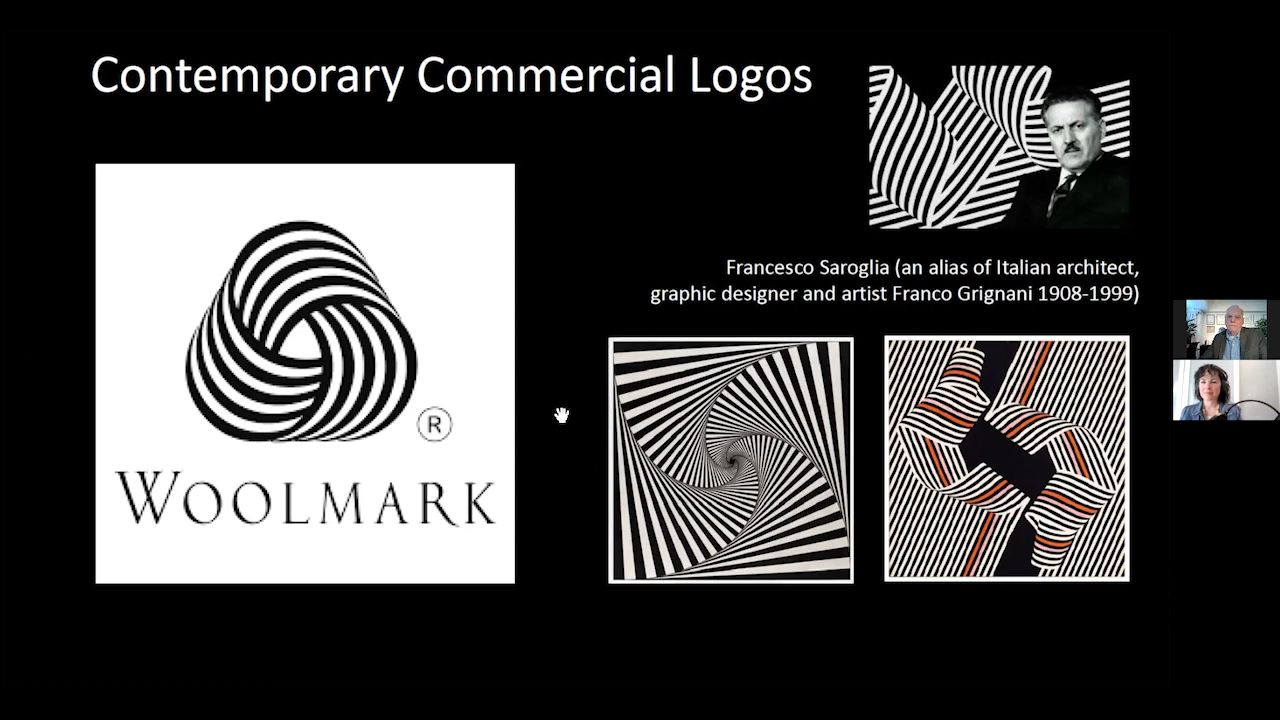 Contemporary Commercial Logos
Francesco Saroglia (an alias of Italian architect,
graphic designer and artist Franco Grignani 1908-1999)
®
WOOLMARK